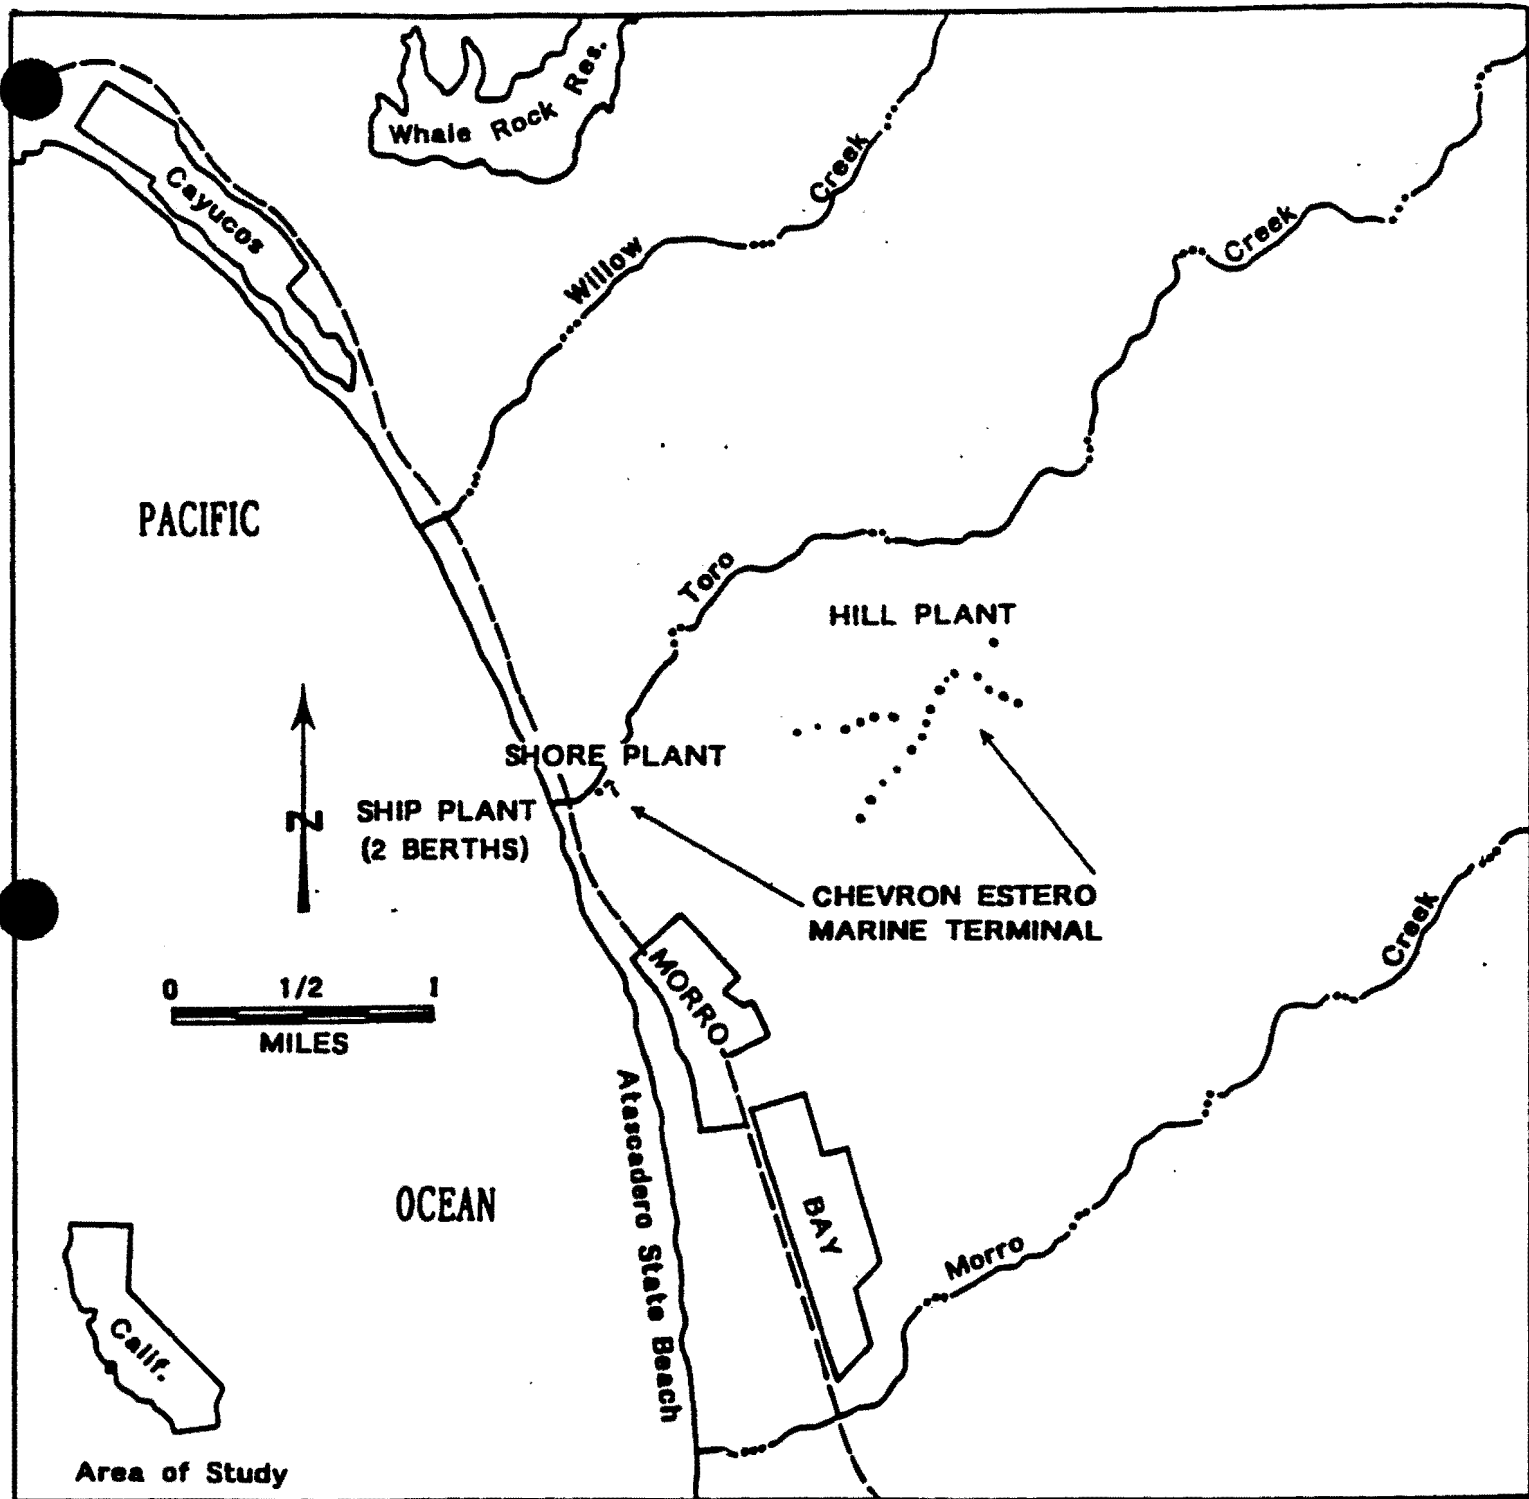 Whale Rock Res.
Cayucos
Willow Creek
Toro Creek
PACIFIC
HILL PLANT
SHORE PLANT
SHIP PLANT
(2 BERTHS)
N
CHEVRON ESTERO
MARINE TERMINAL
0 1/2 1
MILES
MORRO
BAY
Atascadero State Beach
OCEAN
Morro Creek
Calif.
Area of Study